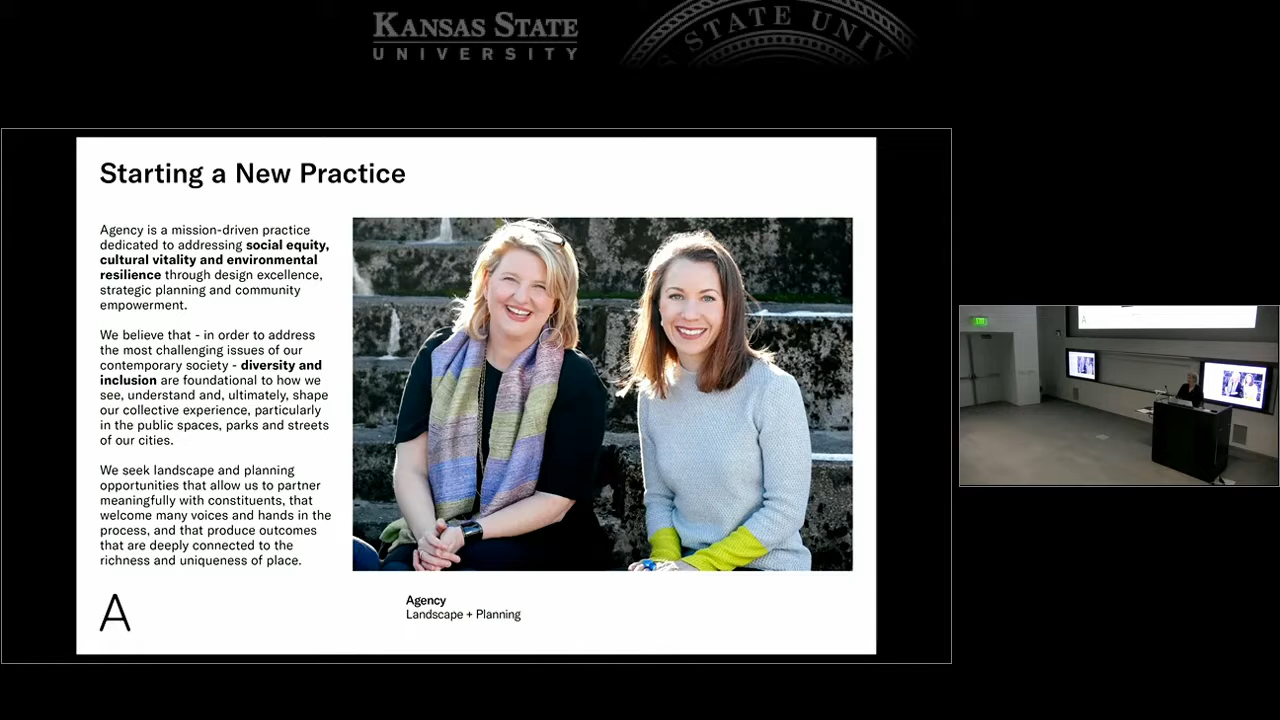 KANSAS STATE
UNIVERSITY
STATE UNIV
Starting a New Practice
Agency is a mission-driven practice
dedicated to addressing social equity,
cultural vitality and environmental
resilience through design excellence,
strategic planning and community
empowerment.
We believe that - in order to address
the most challenging issues of our
contemporary society - diversity and
inclusion are foundational to how we
see, understand and, ultimately, shape
our collective experience, particularly
in the public spaces, parks and streets
of our cities.
We seek landscape and planning
opportunities that allow us to partner
meaningfully with constituents, that
welcome many voices and hands in the
process, and that produce outcomes
that are deeply connected to the
richness and uniqueness of place.
A
Agency
Landscape + Planning